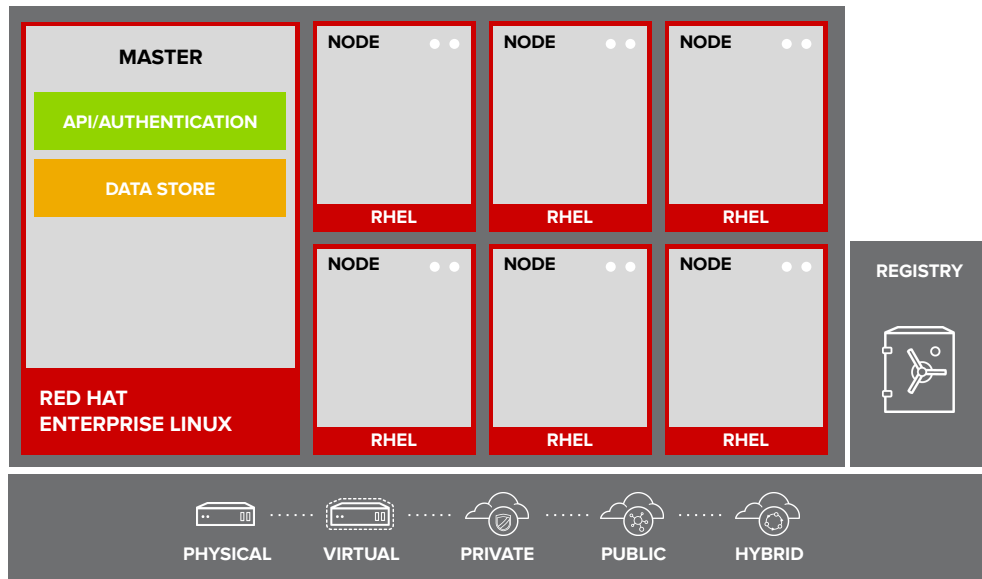 MASTER
API/AUTHENTICATION
DATA STORE
RED HAT
ENTERPRISE LINUX
NODE
RHEL
NODE
RHEL
NODE
RHEL
NODE
RHEL
NODE
RHEL
NODE
RHEL
REGISTRY
PHYSICAL
VIRTUAL
PRIVATE
PUBLIC
HYBRID